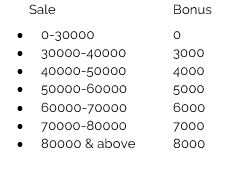 Sale Bonus
• 0-30000 0
• 30000-40000 3000
• 40000-50000 4000
• 50000-60000 5000
• 60000-70000 6000
• 70000-80000 7000
• 80000 & above 8000